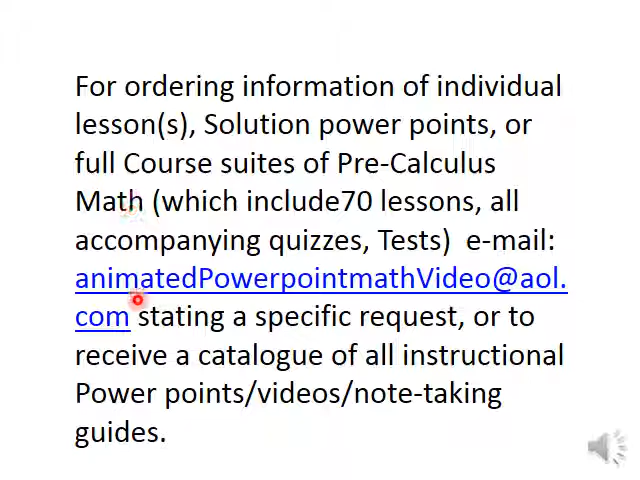 For ordering information of individual
lesson(s), Solution power points, or
full Course suites of Pre-Calculus
Math (which include70 lessons, all
accompanying quizzes, Tests)  e-mail:
animatedPowerpointmathVideo@aol.
com stating a specific request, or to
receive a catalogue of all instructional
Power points/videos/note-taking
guides.